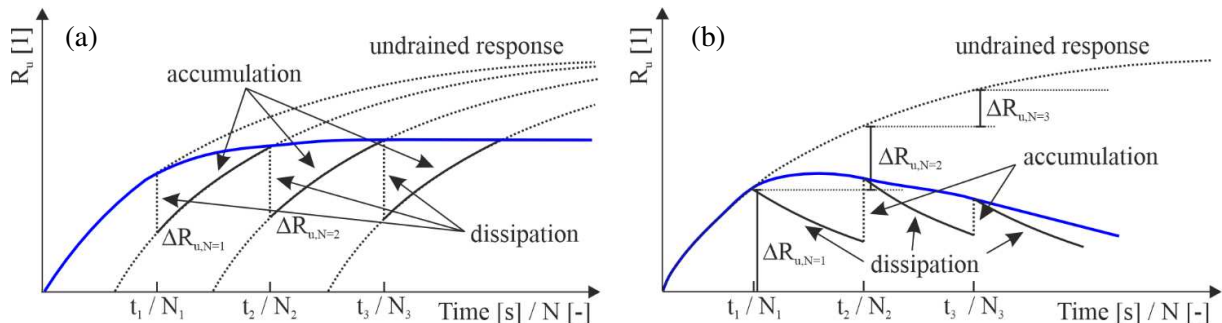 (a)
R_u [1]
undrained response
accumulation
ΔR_u,N=1
ΔR_u,N=2
dissipation
t_1 / N_1
t_2 / N_2
t_3 / N_3
Time [s] / N [-]
(b)
R_u [1]
undrained response
ΔR_u,N=3
ΔR_u,N=2
accumulation
ΔR_u,N=1
dissipation
t_1 / N_1
t_2 / N_2
t_3 / N_3
Time [s] / N [-]